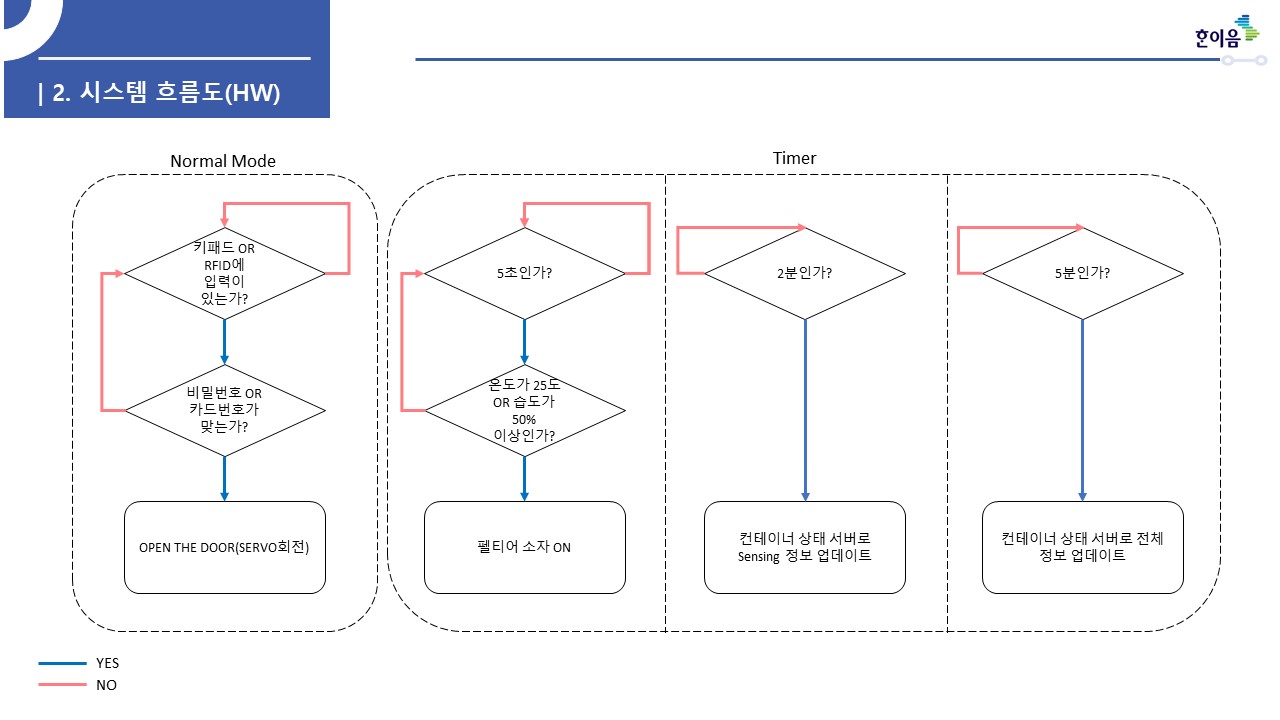 | 2. 시스템 흐름도(HW)
한이음
Normal Mode
Timer
키패드 OR
RFID에
입력이
있는가?
비밀번호 OR
카드번호가
맞는가?
OPEN THE DOOR(SERVO회전)
5초인가?
온도가 25도
OR 습도가
50%
이상인가?
펠티어 소자 ON
2분인가?
컨테이너 상태 서버로
Sensing 정보 업데이트
5분인가?
컨테이너 상태 서버로 전체
정보 업데이트
YES
NO